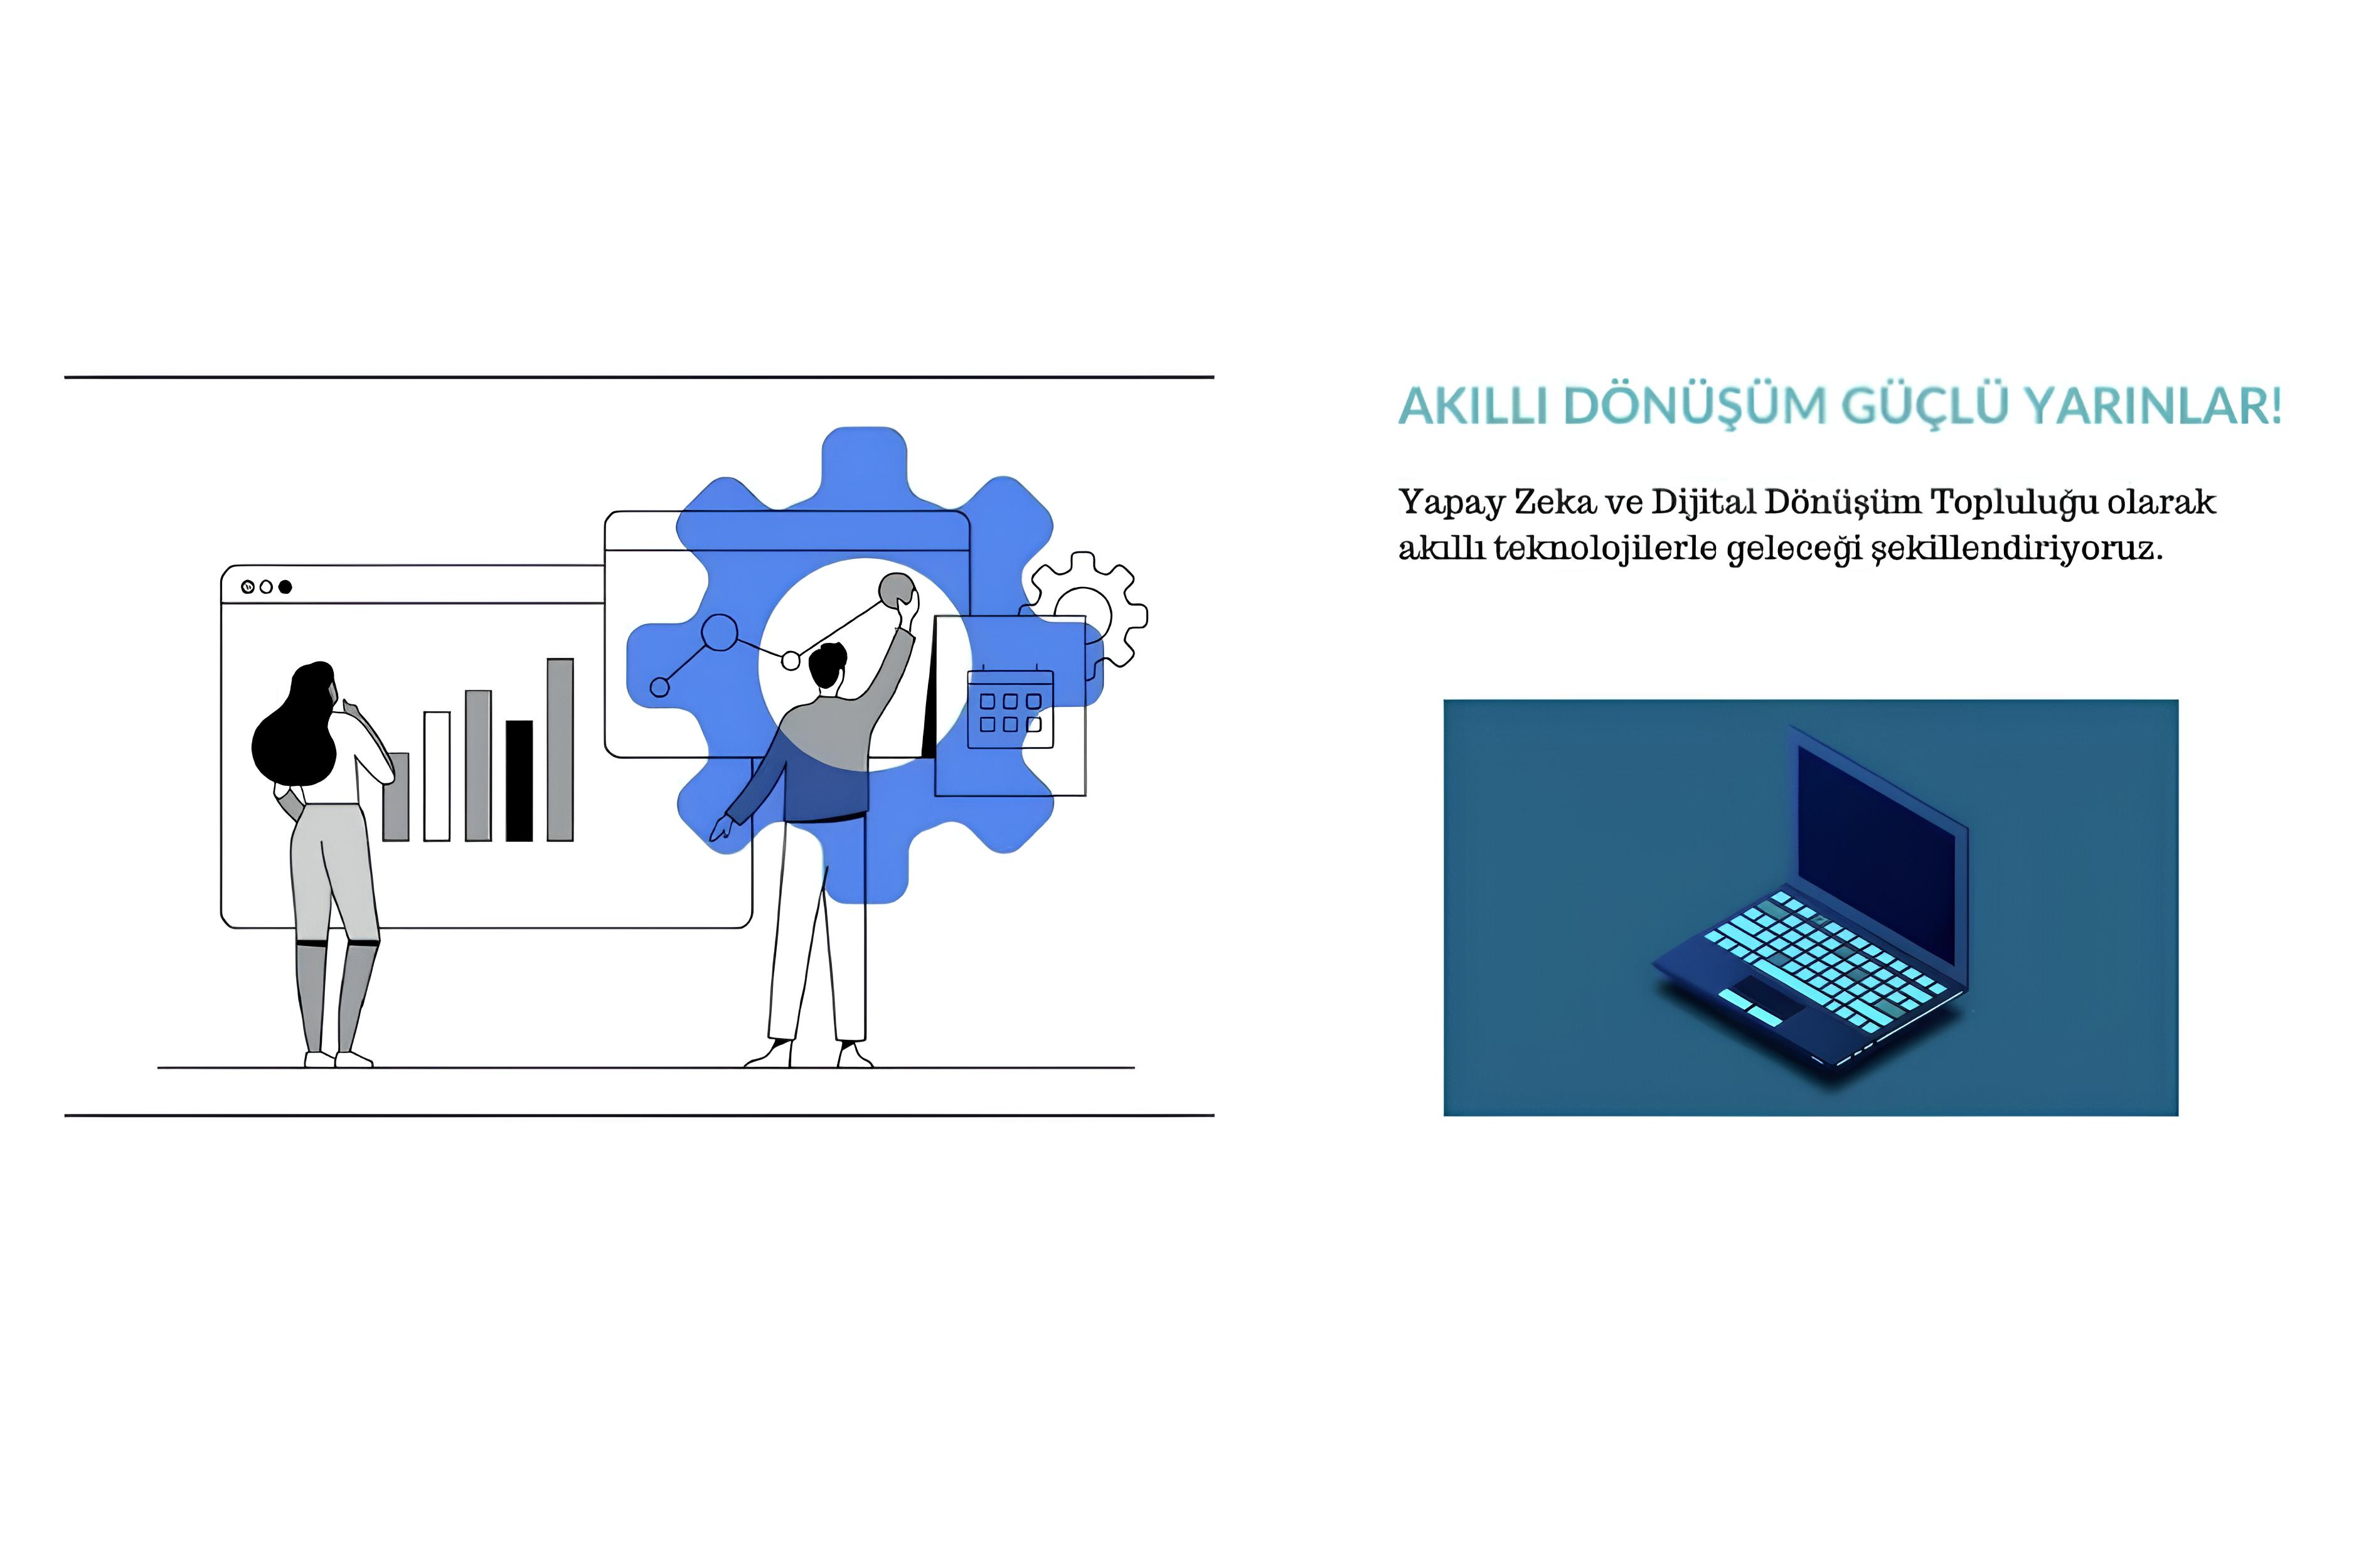 AKILLI DÖNÜŞÜM GÜÇLÜ YARINLAR!
Yapay Zeka ve Dijital Dönüşüm Topluluğu olarak
akıllı teknolojilerle geleceği şekillendiriyoruz.